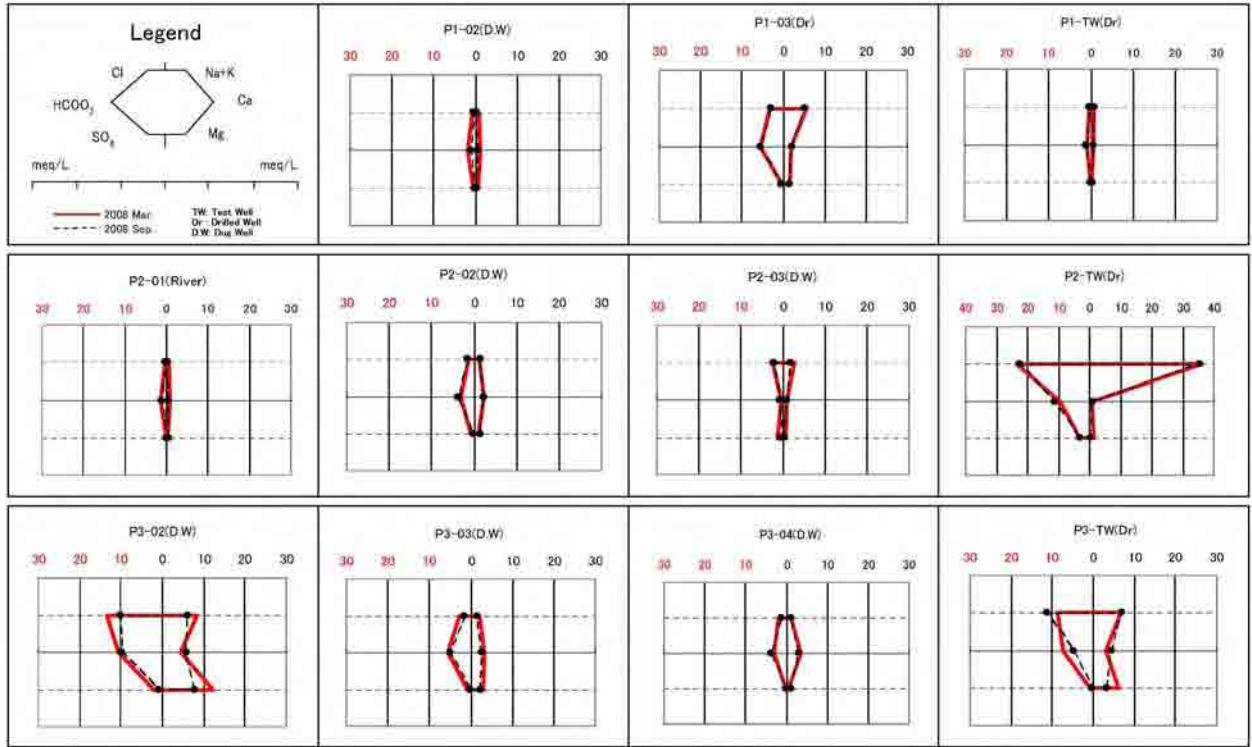 Legend
Cl Na+K
HCOO3 Ca
SO4 Mg
meq/L meq/L
2008 Mar. TW: Test Well
2008 Sep. Dr : Drilled Well
D.W: Dug Well
P1-02(D.W)
30 20 10 0 10 20 30
P1-03(Dr)
30 20 10 0 10 20 30
P1-TW(Dr)
30 20 10 0 10 20 30
P2-01(River)
30 20 10 0 10 20 30
P2-02(D.W)
30 20 10 0 10 20 30
P2-03(D.W)
30 20 10 0 10 20 30
P2-TW(Dr)
40 30 20 10 0 10 20 30 40
P3-02(D.W)
30 20 10 0 10 20 30
P3-03(D.W)
30 20 10 0 10 20 30
P3-04(D.W)
30 20 10 0 10 20 30
P3-TW(Dr)
30 20 10 0 10 20 30